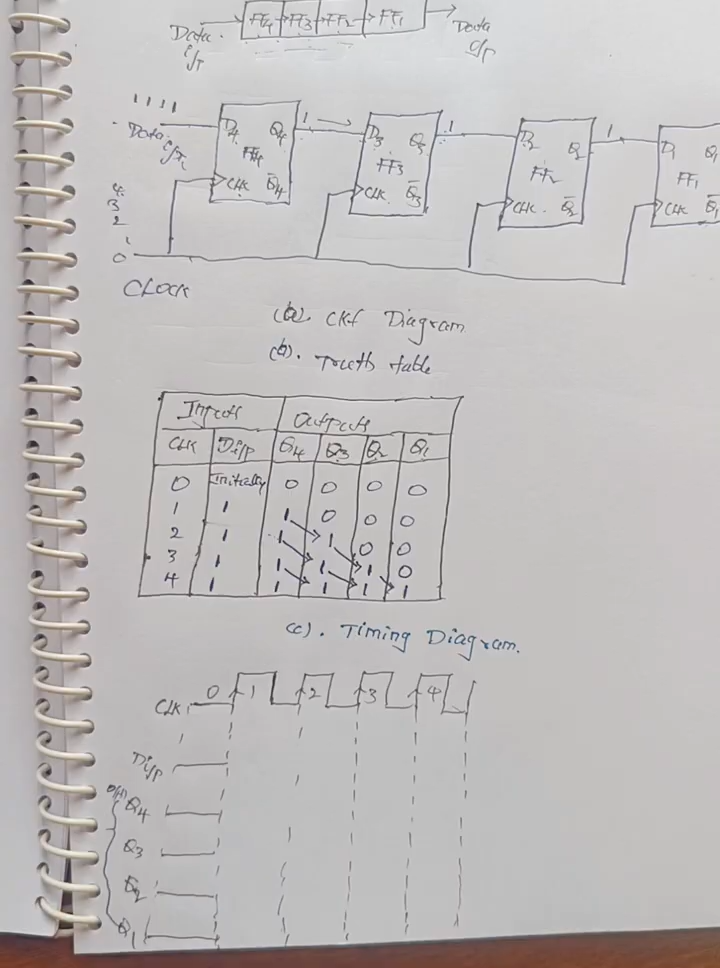 FF4 FF3 FF2 FF1
Data Data
i/P o/P
1 1 1 1
Data i/P
D4 Q4 1 D3 Q3 1 D2 Q2 1 D1 Q1
FF4 FF3 FF2 FF1
CLK Q̅4 CLK Q̅3 CLK. Q̅2 CLK Q̅1
4
3
2
1
0
CLOCK
(a). Ckt Diagram
(b). Truth table
Inputs Outputs
CLK Di/p Q4 Q3 Q2 Q1
0 Initially 0 0 0 0
1 1 1 0 0 0
2 1 1 1 0 0
3 1 1 1 1 0
4 1 1 1 1 1
(c). Timing Diagram.
CLK 0 1 2 3 4
Di/p
Q4
Q3
Q2
Q1